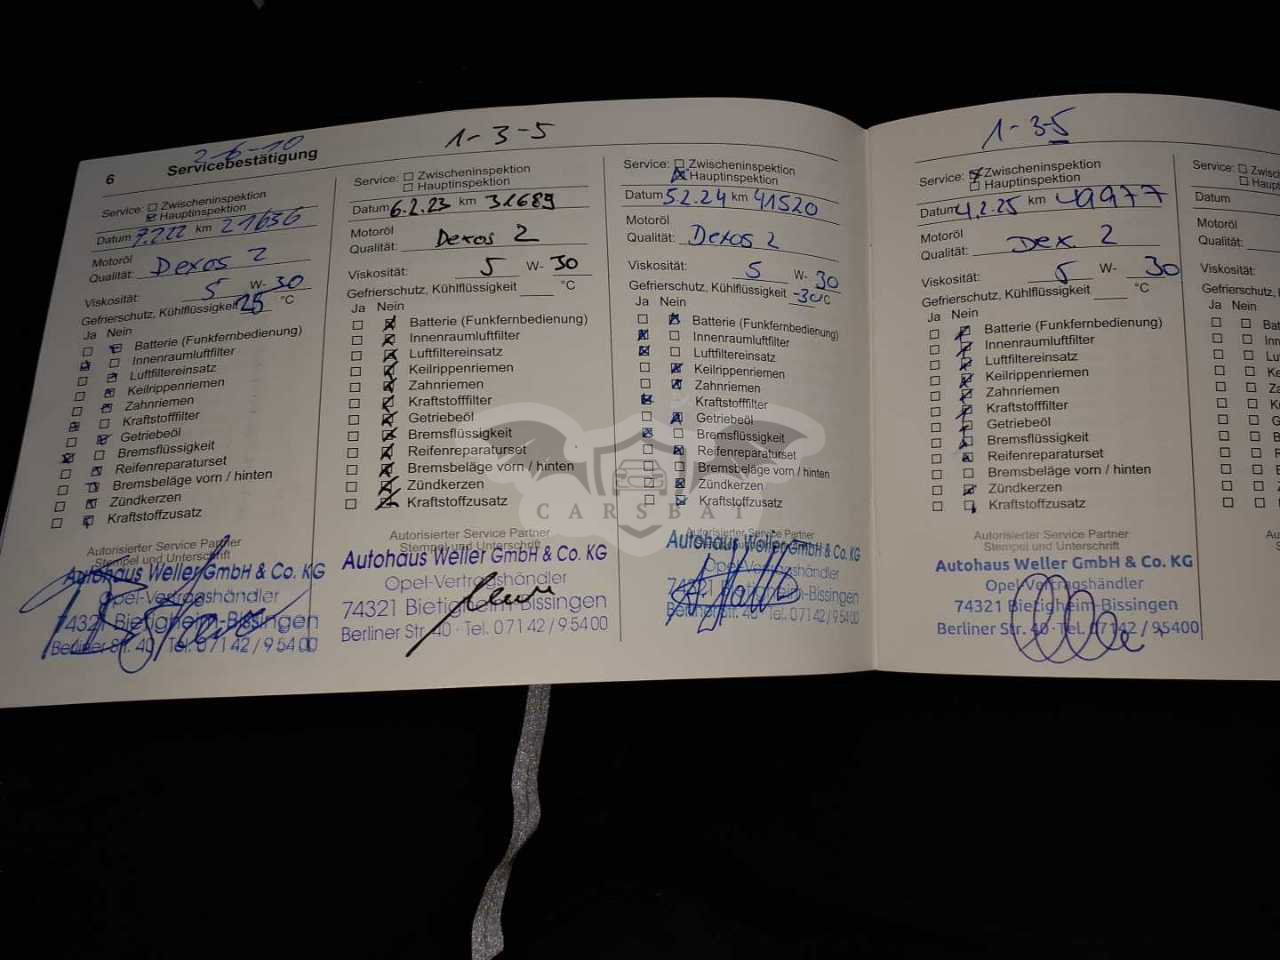 2-6-10
6 Servicebestätigung
Service: Zwischeninspektion
Hauptinspektion
Datum 7.2.22 km 21636
Motoröl
Qualität: Dexos 2
Viskosität: 5 W- 30
Gefrierschutz, Kühlflüssigkeit 25 °C
Ja Nein
Batterie (Funkfernbedienung)
Innenraumluftfilter
Luftfiltereinsatz
Keilrippenriemen
Zahnriemen
Kraftstofffilter
Getriebeöl
Bremsflüssigkeit
Reifenreparaturset
Bremsbeläge vorn / hinten
Zündkerzen
Kraftstoffzusatz
Autorisierter Service Partner
Stempel und Unterschrift
Autohaus Weller GmbH & Co. KG
Opel-Vertragshändler
74321 Bietigheim-Bissingen
Berliner Str. 40 · Tel. 07142/95400
1-3-5
Service: Zwischeninspektion
Hauptinspektion
Datum 6.2.23 km 31689
Motoröl
Qualität: Dexos 2
Viskosität: 5 W- 30
Gefrierschutz, Kühlflüssigkeit °C
Ja Nein
Batterie (Funkfernbedienung)
Innenraumluftfilter
Luftfiltereinsatz
Keilrippenriemen
Zahnriemen
Kraftstofffilter
Getriebeöl
Bremsflüssigkeit
Reifenreparaturset
Bremsbeläge vorn / hinten
Zündkerzen
Kraftstoffzusatz
Autorisierter Service Partner
Stempel und Unterschrift
Autohaus Weller GmbH & Co. KG
Opel-Vertragshändler
74321 Bietigheim-Bissingen
Berliner Str. 40 · Tel. 07142/95400
Service: Zwischeninspektion
Hauptinspektion
Datum 5.2.24 km 41520
Motoröl
Qualität: Dexos 2
Viskosität: 5 W- 30
Gefrierschutz, Kühlflüssigkeit -30 °C
Ja Nein
Batterie (Funkfernbedienung)
Innenraumluftfilter
Luftfiltereinsatz
Keilrippenriemen
Zahnriemen
Kraftstofffilter
Getriebeöl
Bremsflüssigkeit
Reifenreparaturset
Bremsbeläge vorn / hinten
Zündkerzen
Kraftstoffzusatz
Autorisierter Service Partner
Autohaus Weller GmbH & Co. KG
Opel-Vertragshändler
74321 Bietigheim-Bissingen
Berliner Str. 40 · Tel. 07142/95400
1-3-5
Service: Zwischeninspektion
Hauptinspektion
Datum 4.2.25 km 49977
Motoröl
Qualität: Dex. 2
Viskosität: 5 W- 30
Gefrierschutz, Kühlflüssigkeit °C
Ja Nein
Batterie (Funkfernbedienung)
Innenraumluftfilter
Luftfiltereinsatz
Keilrippenriemen
Zahnriemen
Kraftstofffilter
Getriebeöl
Bremsflüssigkeit
Reifenreparaturset
Bremsbeläge vorn / hinten
Zündkerzen
Kraftstoffzusatz
Autorisierter Service Partner
Stempel und Unterschrift
Autohaus Weller GmbH & Co. KG
Opel-Vertragshändler
74321 Bietigheim-Bissingen
Berliner Str. 40 · Tel. 07142/95400
Service:
Datum
Motoröl
Qualität:
Viskosität:
Ja Nein
CARSBAT